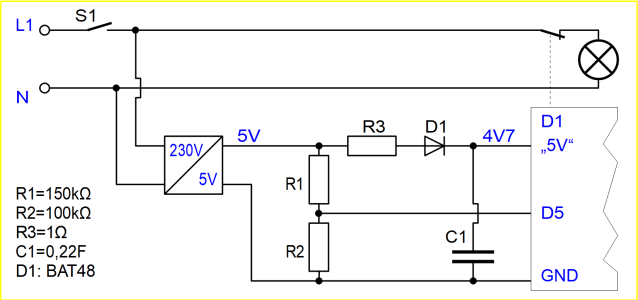 S1
L1
N
230V
5V
5V
R3
D1
4V7
D1
„5V“
R1
D5
R2
C1
GND
R1=150kΩ
R2=100kΩ
R3=1Ω
C1=0,22F
D1: BAT48